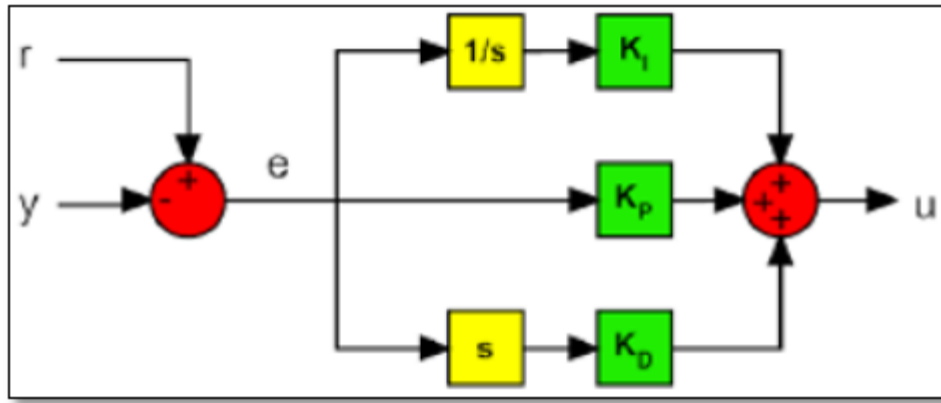 r
1/s K_I
+
e
y
-
K_P
+
+
+
u
s K_D